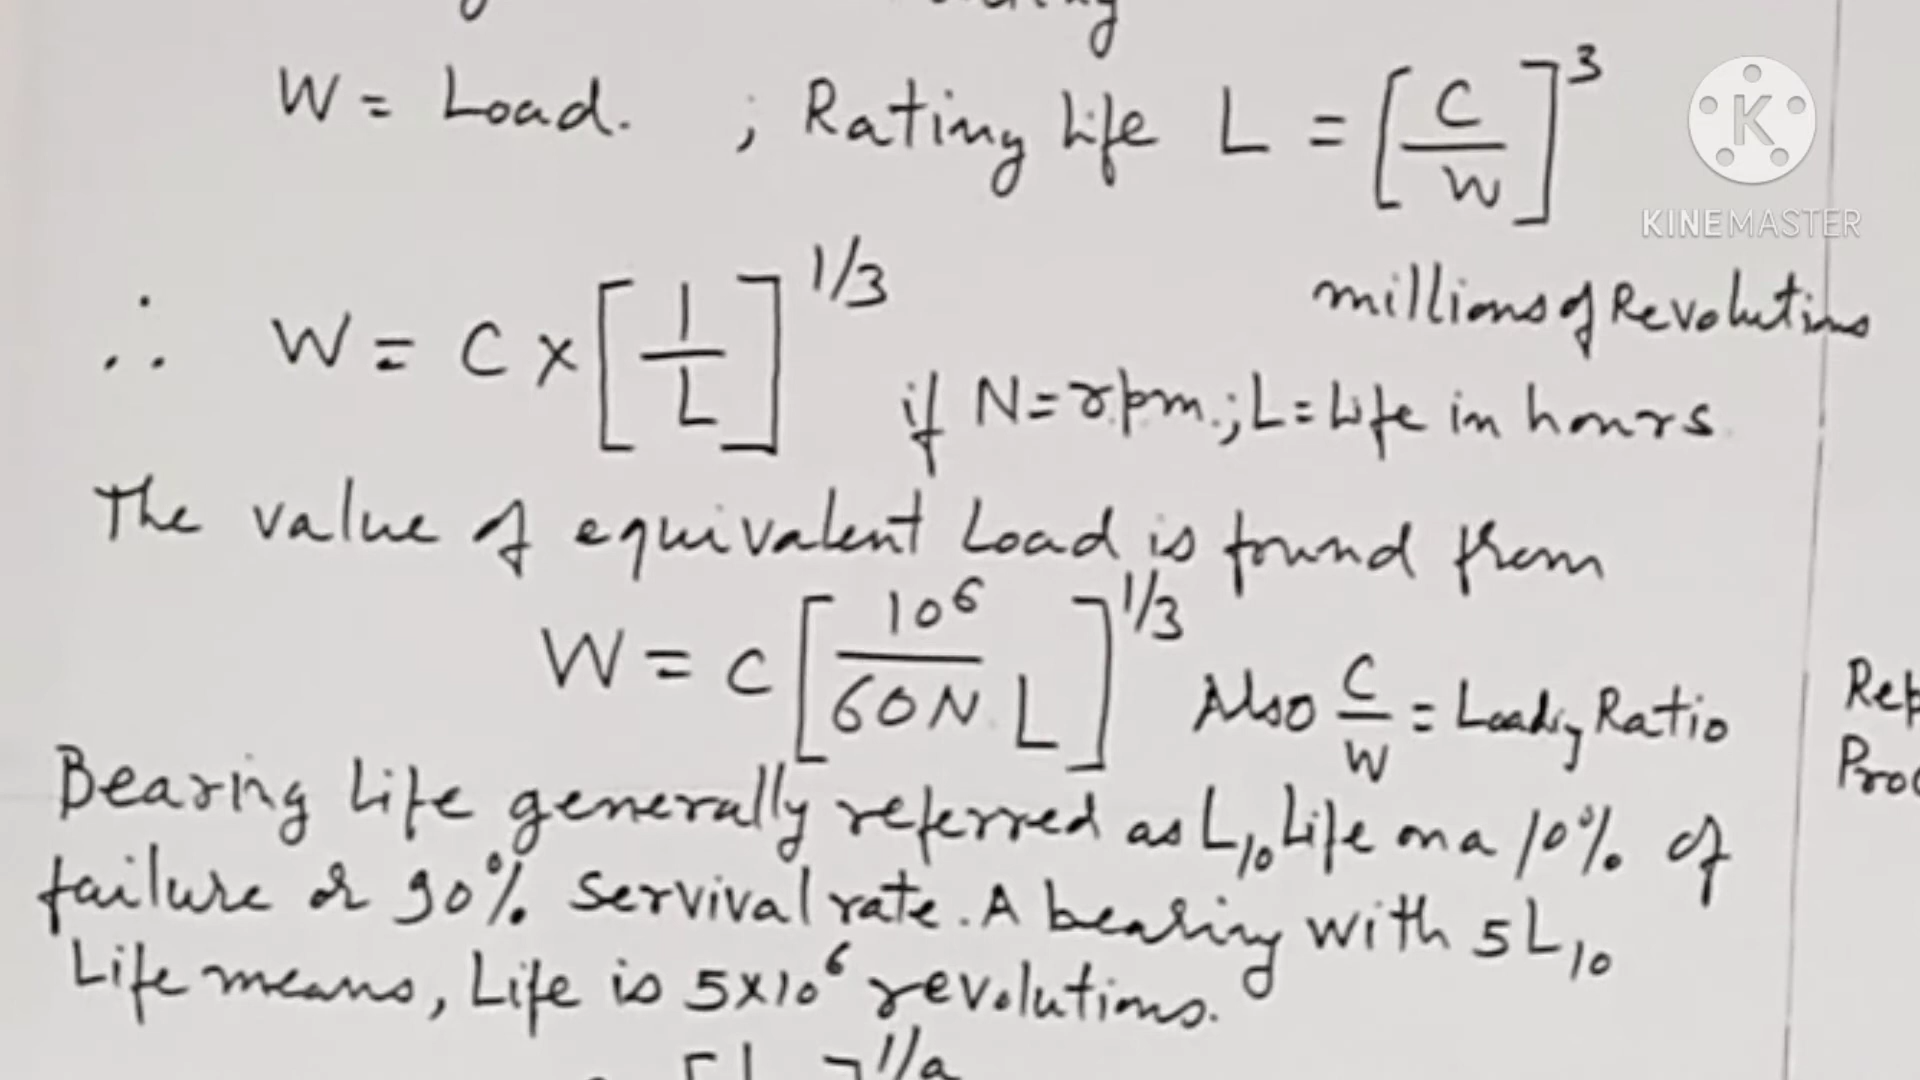 W = Load. ; Rating life L = [C/W]^3
KINEMASTER
millions of Revolutions
∴ W = C × [1/L]^1/3
if N = rpm.; L = Life in hours
The value of equivalent Load is found from
W = C [10^6 / 60N L]^1/3 Also C/W = Loading Ratio
Bearing Life generally referred as L10 Life on a 10% of
failure or 90% servival rate. A bearing with 5L10
Life means, Life is 5×10^6 revolutions.